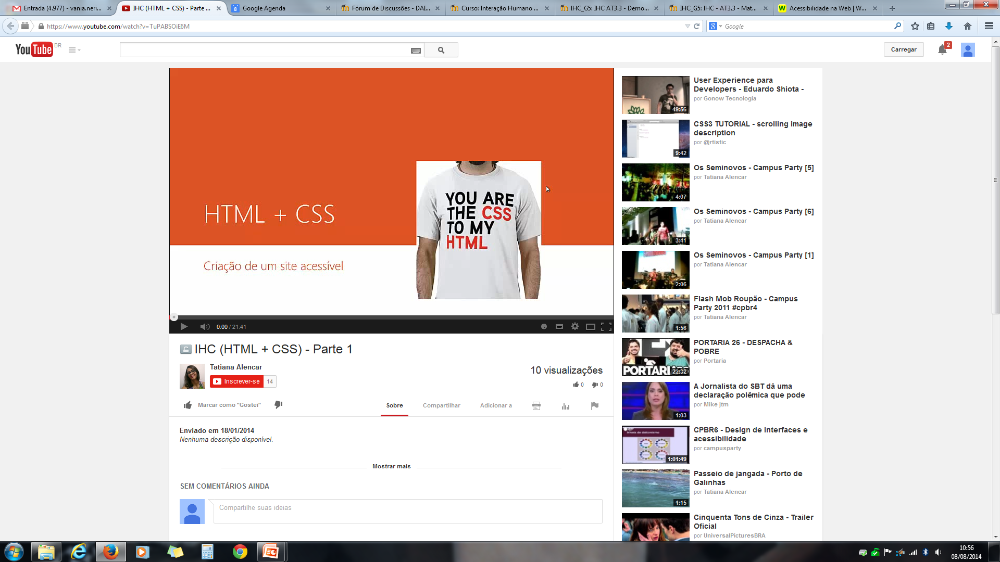 Entrada (4.977) - vania.neri...
IHC (HTML + CSS) - Parte ...
Google Agenda
Fórum de Discussões - DAI...
Curso: Interação Humano ...
IHC_G5: IHC AT3.3 - Demo...
IHC_G5: IHC - AT3.3 - Mat...
Acessibilidade na Web | W...
https://www.youtube.com/watch?v=TuPABSOiE6M
Google
YouTube BR
Carregar
2
HTML + CSS
Criação de um site acessível
YOU ARE
THE CSS
TO MY
HTML
0:00 / 21:41
IHC (HTML + CSS) - Parte 1
Tatiana Alencar
Inscrever-se 14
10 visualizações
0 0
Marcar como "Gostei"
Sobre
Compartilhar
Adicionar a
Enviado em 18/01/2014
Nenhuma descrição disponível.
Mostrar mais
SEM COMENTÁRIOS AINDA
Compartilhe suas ideias
49:56
User Experience para
Developers - Eduardo Shiota -
por Gonow Tecnologia
9:42
CSS3 TUTORIAL - scrolling image
description
por @rtistic
4:07
Os Seminovos - Campus Party [5]
por Tatiana Alencar
3:41
Os Seminovos - Campus Party [6]
por Tatiana Alencar
2:06
Os Seminovos - Campus Party [1]
por Tatiana Alencar
1:56
Flash Mob Roupão - Campus
Party 2011 #cpbr4
por Tatiana Alencar
22:32
PORTARIA 26 - DESPACHA &
POBRE
por Portaria
1:03
A Jornalista do SBT dá uma
declaração polêmica que pode
por Mike jtm
Níveis de daltonismo
1:01:49
CPBR6 - Design de interfaces e
acessibilidade
por campusparty
1:15
Passeio de jangada - Porto de
Galinhas
por Tatiana Alencar
Cinquenta Tons de Cinza - Trailer
Oficial
por UniversalPicturesBRA
10:56
08/08/2014